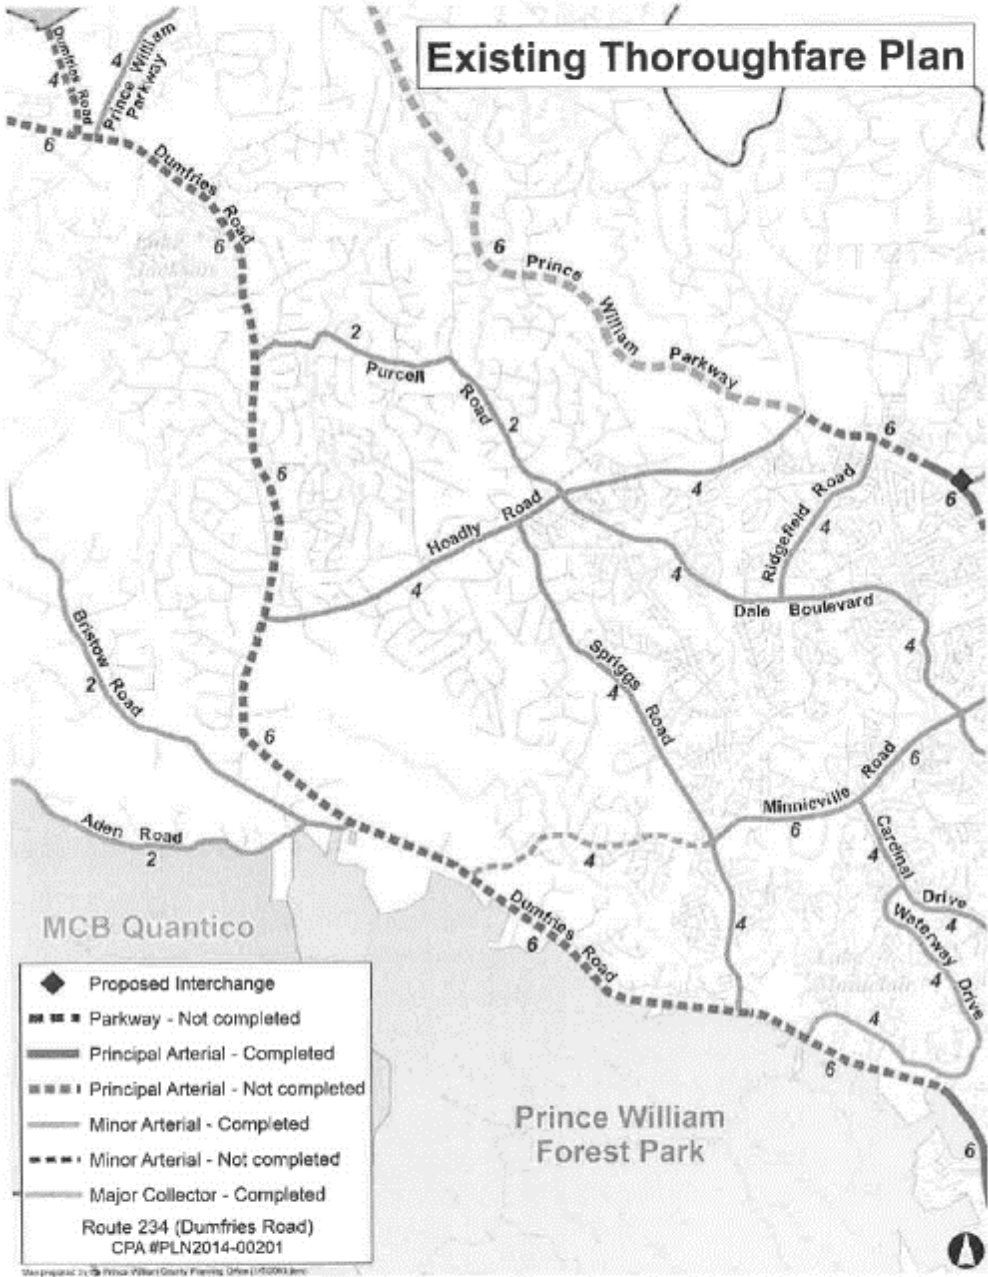 Existing Thoroughfare Plan
Dumfries Road
4
4
Prince William
Parkway
6
Dumfries Road
6
Lake
Jackson
6
Prince William Parkway
2
Purcell Road
2
6
6
6
4
Hoadly Road
4
Ridgefield Road
4
4
Dale Boulevard
4
Bristow Road
2
Spriggs Road
4
6
Minnieville Road
6
6
Aden Road
2
4
Cardinal Drive
4
4
Waterway Drive
4
Dumfries Road
6
4
Lake
Montclair
4
6
6
MCB Quantico
Prince William
Forest Park
Proposed Interchange
Parkway - Not completed
Principal Arterial - Completed
Principal Arterial - Not completed
Minor Arterial - Completed
Minor Arterial - Not completed
Major Collector - Completed
Route 234 (Dumfries Road)
CPA #PLN2014-00201